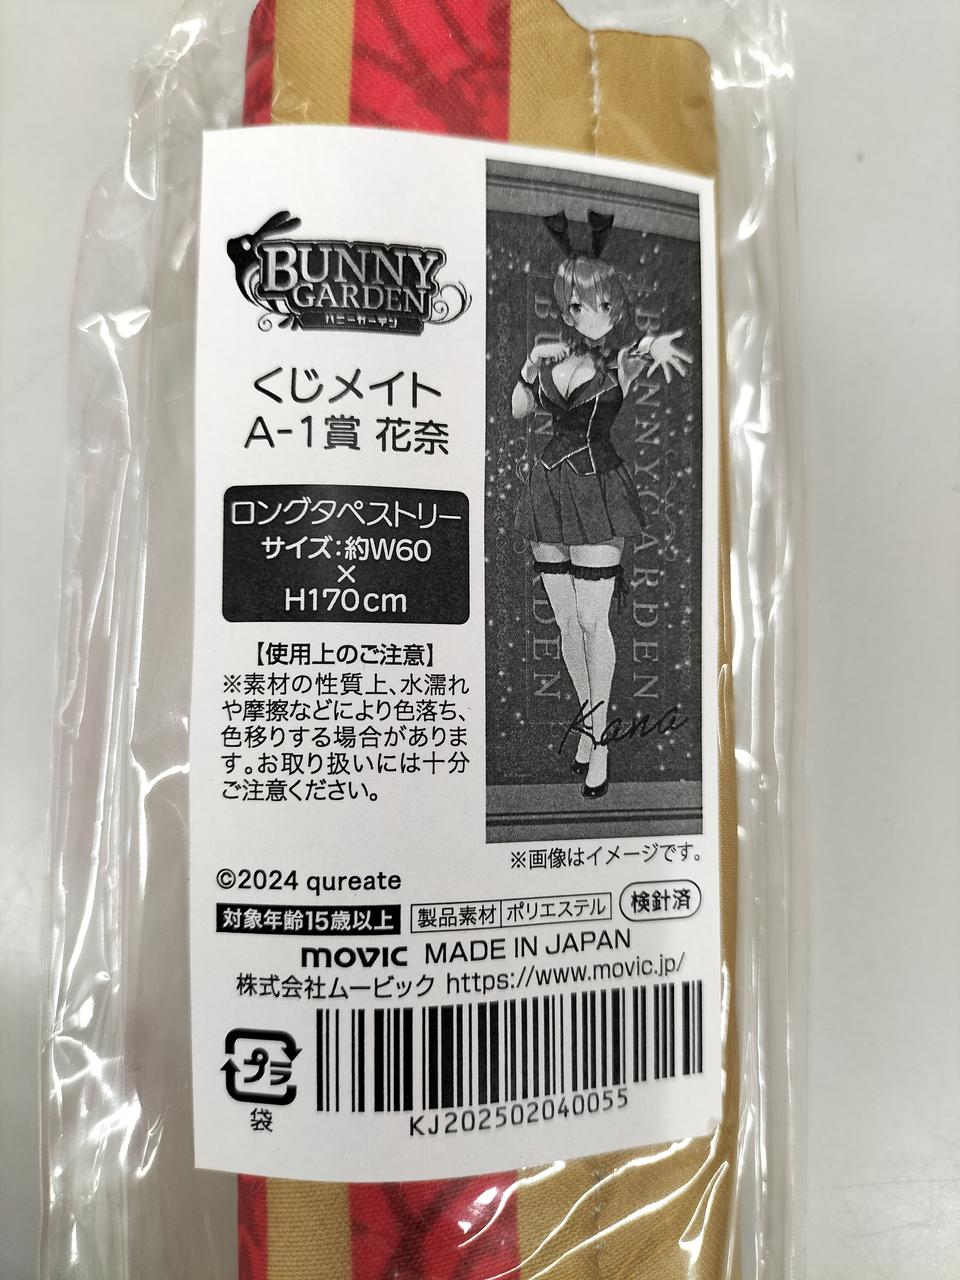 BUNNY
GARDEN
バニーガーデン
くじメイト
A-1賞 花奈
ロングタペストリー
サイズ:約W60
×
H170cm
【使用上のご注意】
※素材の性質上、水濡れ
や摩擦などにより色落ち、
色移りする場合がありま
す。お取り扱いには十分
ご注意ください。
BUNNY GARDEN
BUNNY GARDEN
Kana
※画像はイメージです。
©2024 qureate
対象年齢15歳以上
製品素材 ポリエステル
検針済
movic MADE IN JAPAN
株式会社ムービック https://www.movic.jp/
プラ
袋
KJ202502040055